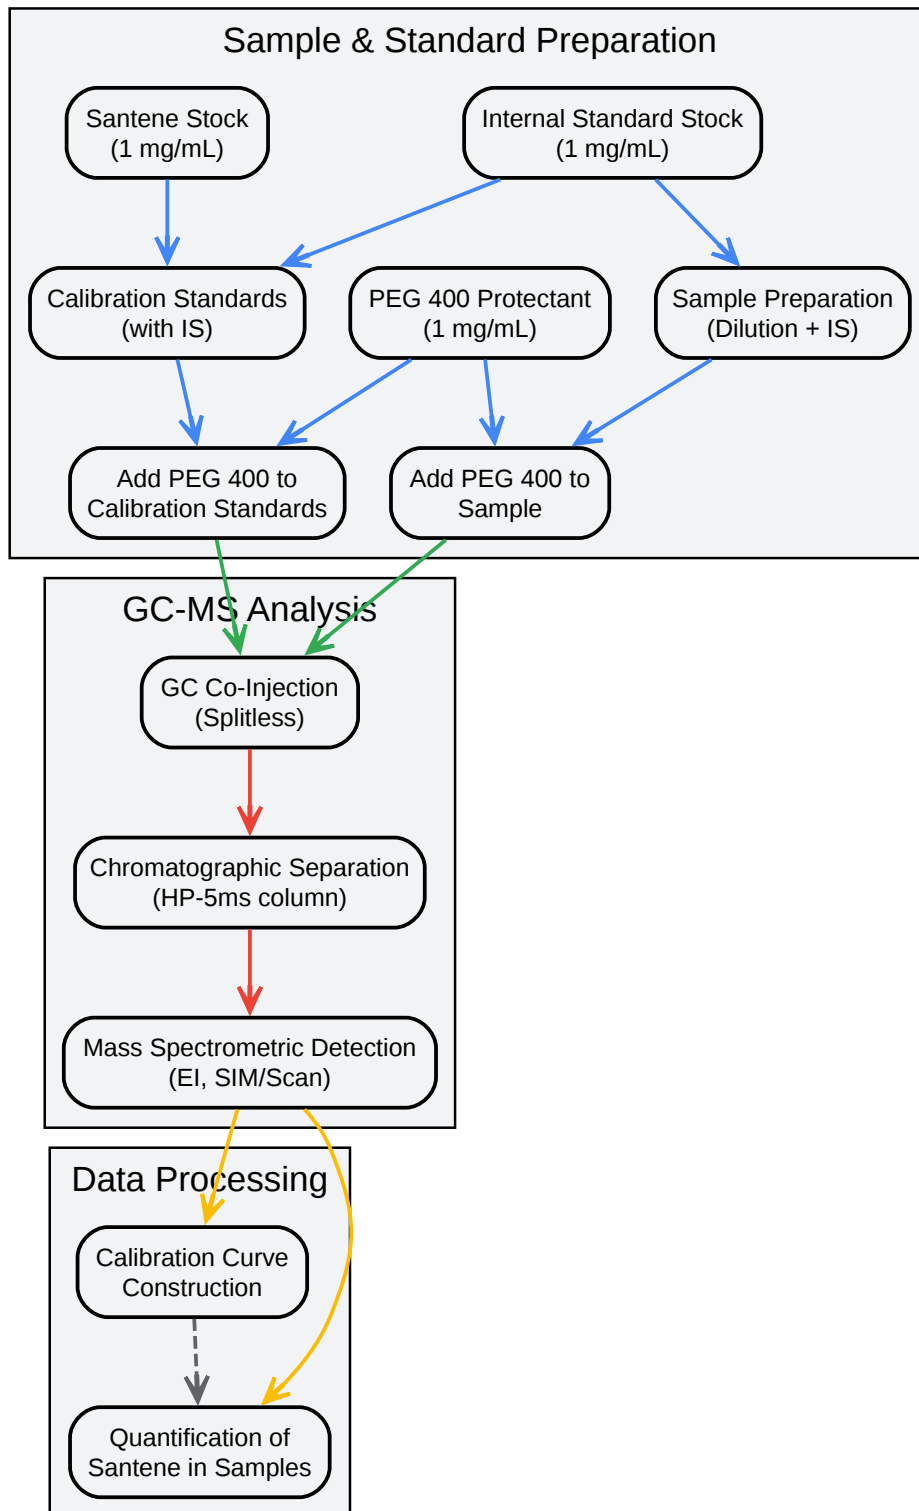 Sample & Standard Preparation
Santene Stock
(1 mg/mL)
Internal Standard Stock
(1 mg/mL)
Calibration Standards
(with IS)
PEG 400 Protectant
(1 mg/mL)
Sample Preparation
(Dilution + IS)
Add PEG 400 to
Calibration Standards
Add PEG 400 to
Sample
GC-MS Analysis
GC Co-Injection
(Splitless)
Chromatographic Separation
(HP-5ms column)
Mass Spectrometric Detection
(EI, SIM/Scan)
Data Processing
Calibration Curve
Construction
Quantification of
Santene in Samples